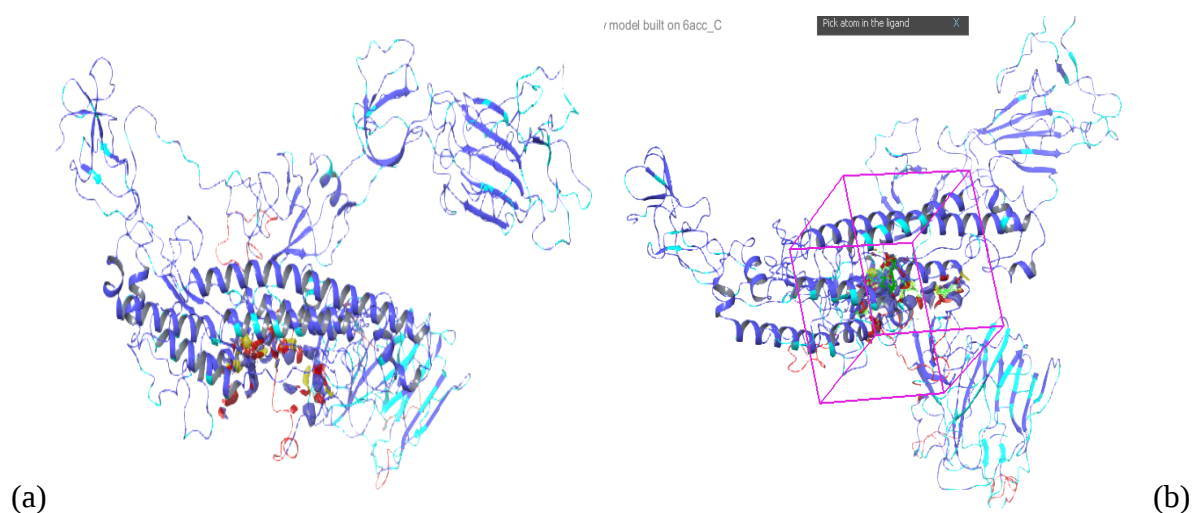 model built on 6acc_C
Pick atom in the ligand X
(a)
(b)